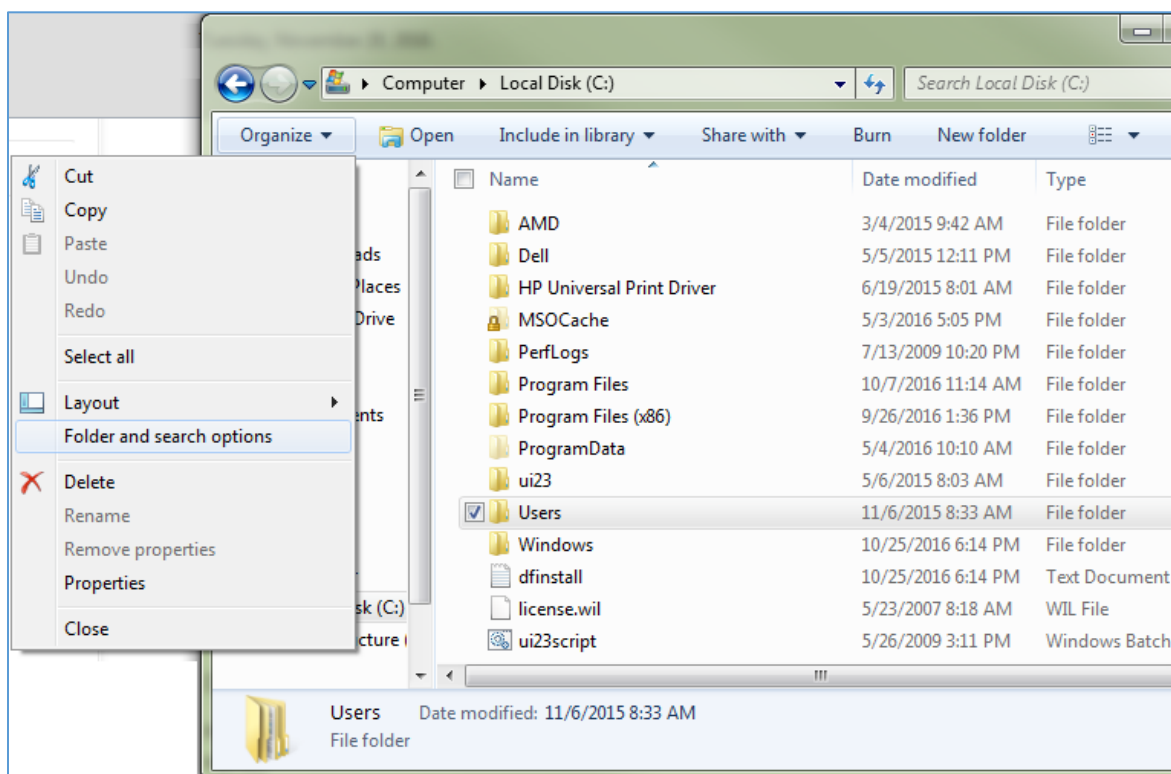 Computer Local Disk (C:) Search Local Disk (C:)
Organize Open Include in library Share with Burn New folder
Cut
Copy
Paste
Undo
Redo
Select all
Layout
Folder and search options
Delete
Rename
Remove properties
Properties
Close
ads
Places
Drive
ents
sk (C:)
cture (
Name Date modified Type
AMD 3/4/2015 9:42 AM File folder
Dell 5/5/2015 12:11 PM File folder
HP Universal Print Driver 6/19/2015 8:01 AM File folder
MSOCache 5/3/2016 5:05 PM File folder
PerfLogs 7/13/2009 10:20 PM File folder
Program Files 10/7/2016 11:14 AM File folder
Program Files (x86) 9/26/2016 1:36 PM File folder
ProgramData 5/4/2016 10:10 AM File folder
ui23 5/6/2015 8:03 AM File folder
Users 11/6/2015 8:33 AM File folder
Windows 10/25/2016 6:14 PM File folder
dfinstall 10/25/2016 6:14 PM Text Document
license.wil 5/23/2007 8:18 AM WIL File
ui23script 5/26/2009 3:11 PM Windows Batch
Users Date modified: 11/6/2015 8:33 AM
File folder